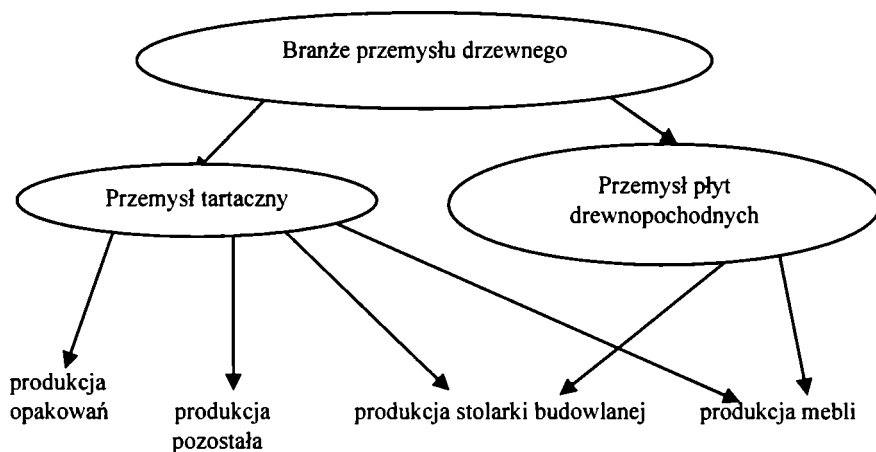 Branże przemysłu drzewnego
Przemysł tartaczny
Przemysł płyt
drewnopochodnych
produkcja
opakowań
produkcja
pozostała
produkcja stolarki budowlanej
produkcja mebli